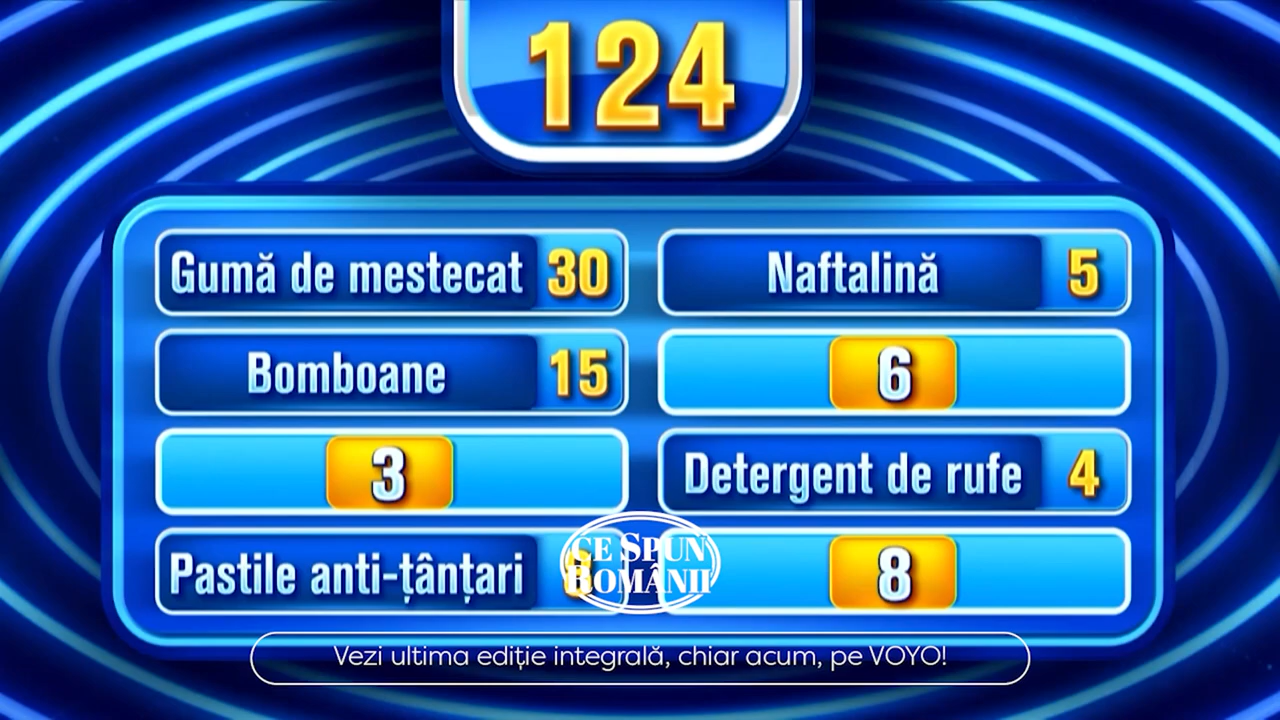 124
Gumă de mestecat 30
Naftalină 5
Bomboane 15
6
3
Detergent de rufe 4
Pastile anti-țânțari
8
CE SPUN
ROMÂNII
Vezi ultima ediție integrală, chiar acum, pe VOYO!